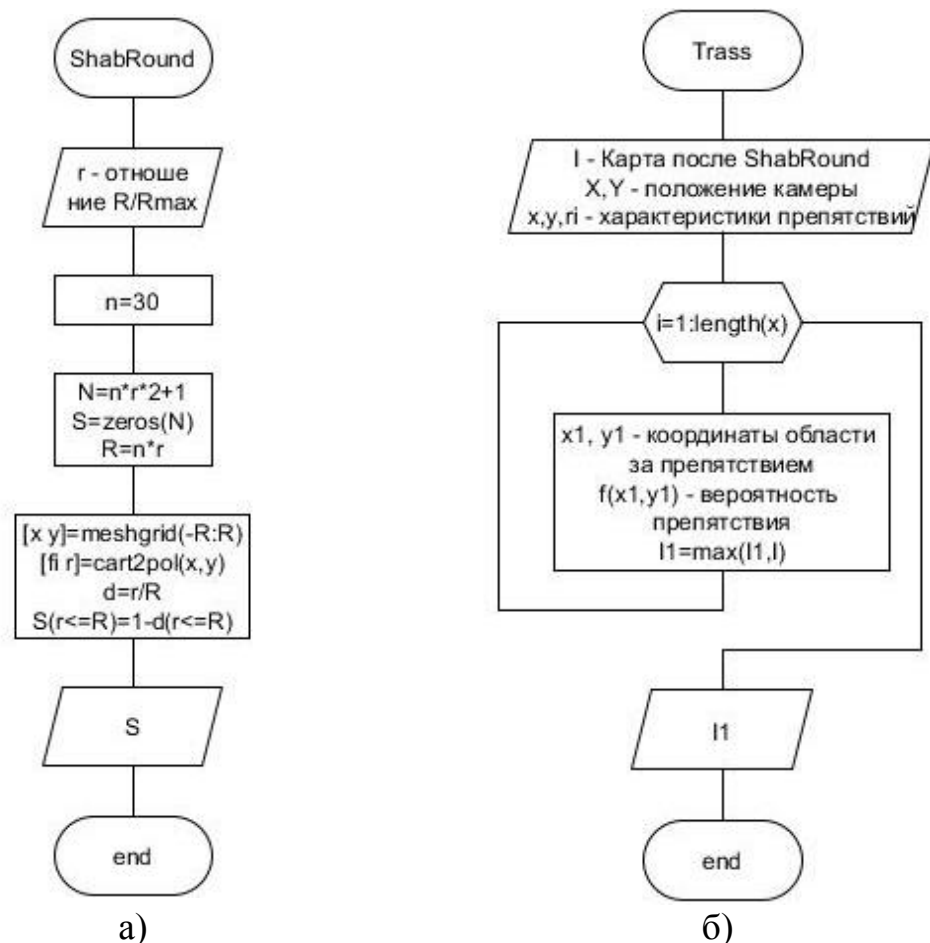 ShabRound
r - отноше
ние R/Rmax
n=30
N=n*r*2+1
S=zeros(N)
R=n*r
[x y]=meshgrid(-R:R)
[fi r]=cart2pol(x,y)
d=r/R
S(r<=R)=1-d(r<=R)
S
end
а)
Trass
I - Карта после ShabRound
X,Y - положение камеры
x,y,ri - характеристики препятствий
i=1:length(x)
x1, y1 - координаты области
за препятствием
f(x1,y1) - вероятность
препятствия
I1=max(I1,I)
I1
end
б)